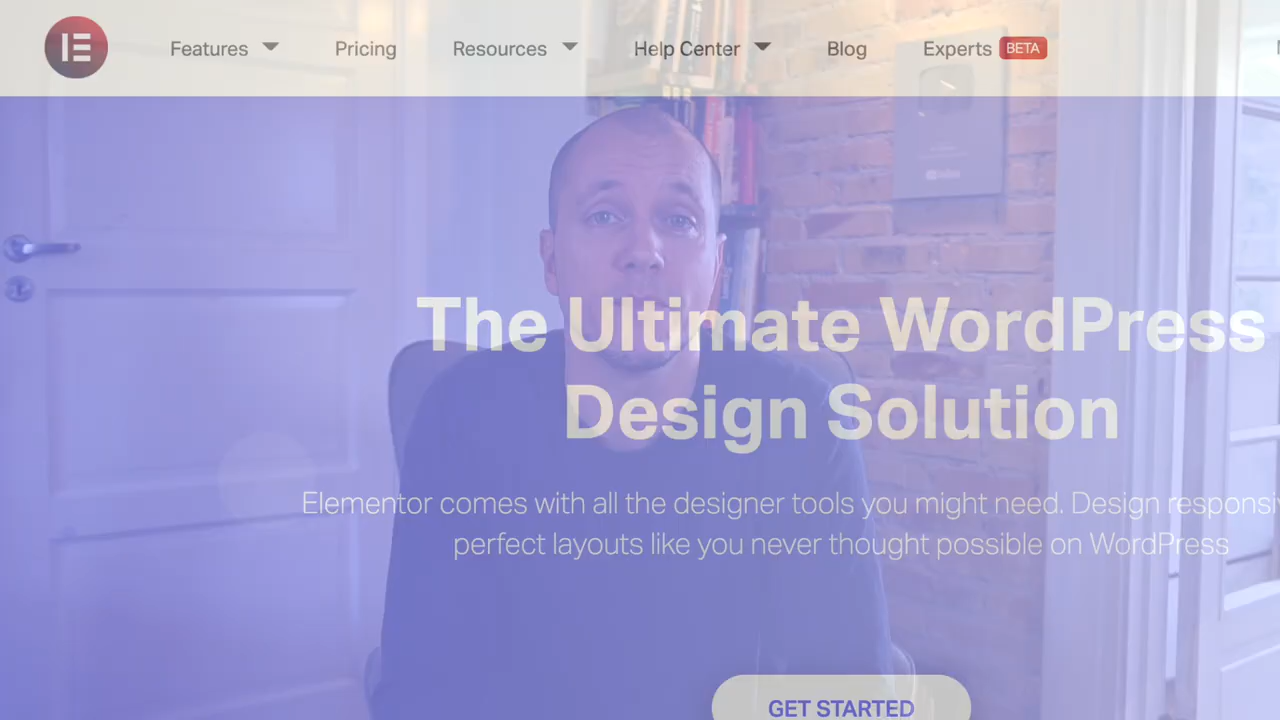 Features Pricing Resources Help Center Blog Experts BETA
The Ultimate WordPress
Design Solution
Elementor comes with all the designer tools you might need. Design
perfect layouts like you never thought possible on WordPress
GET STARTED